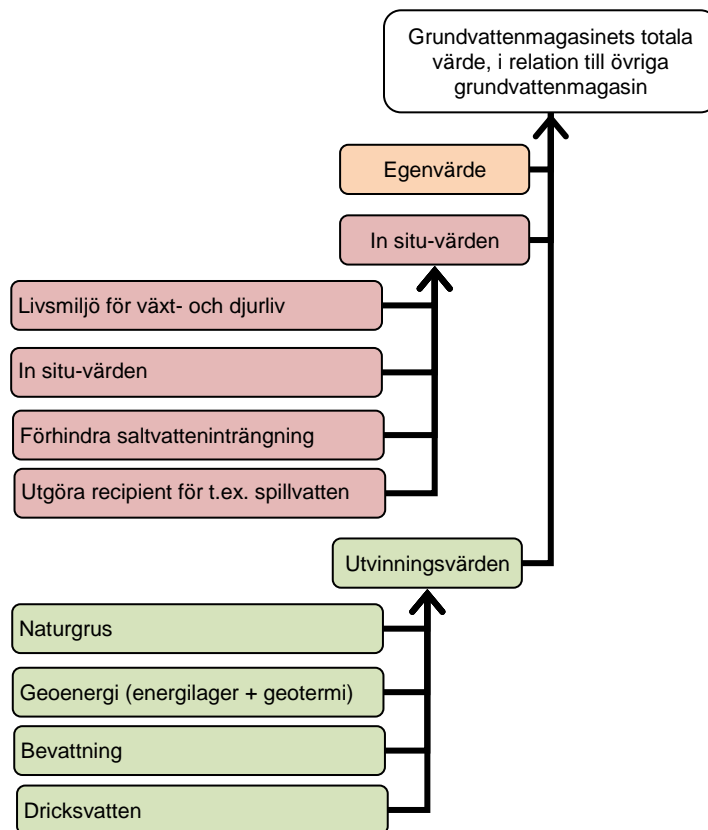 Grundvattenmagasinets totala
värde, i relation till övriga
grundvattenmagasin
Egenvärde
In situ-värden
Livsmiljö för växt- och djurliv
In situ-värden
Förhindra saltvatteninträngning
Utgöra recipient för t.ex. spillvatten
Utvinningsvärden
Naturgrus
Geoenergi (energilager + geotermi)
Bevattning
Dricksvatten